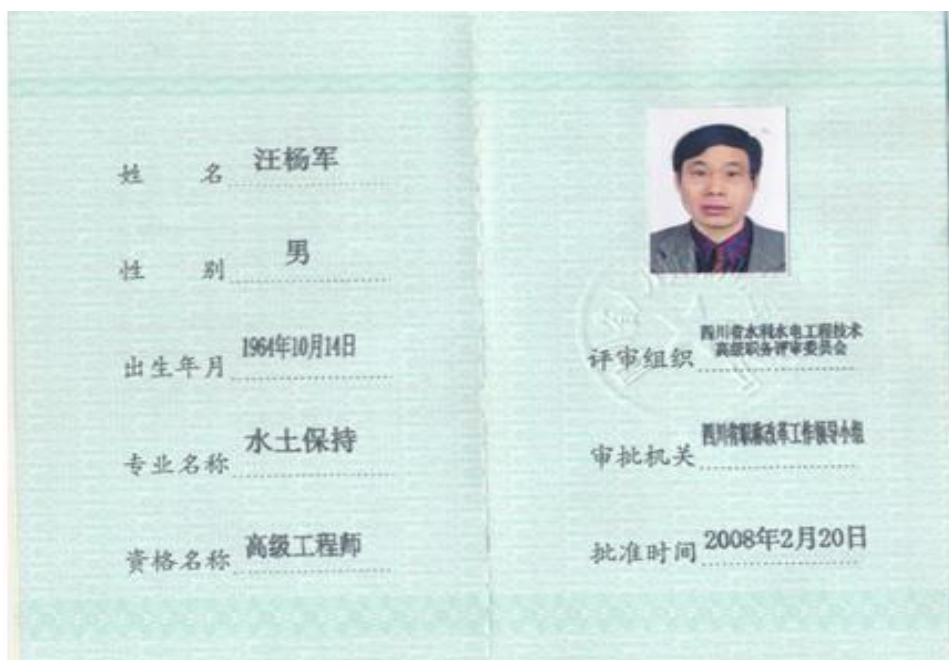 姓 名 汪杨军
性 别 男
出生年月 1964年10月14日
专业名称 水土保持
资格名称 高级工程师
评审组织 四川省水利水电工程技术
高级职务评审委员会
审批机关 四川省职称改革工作领导小组
批准时间 2008年2月20日